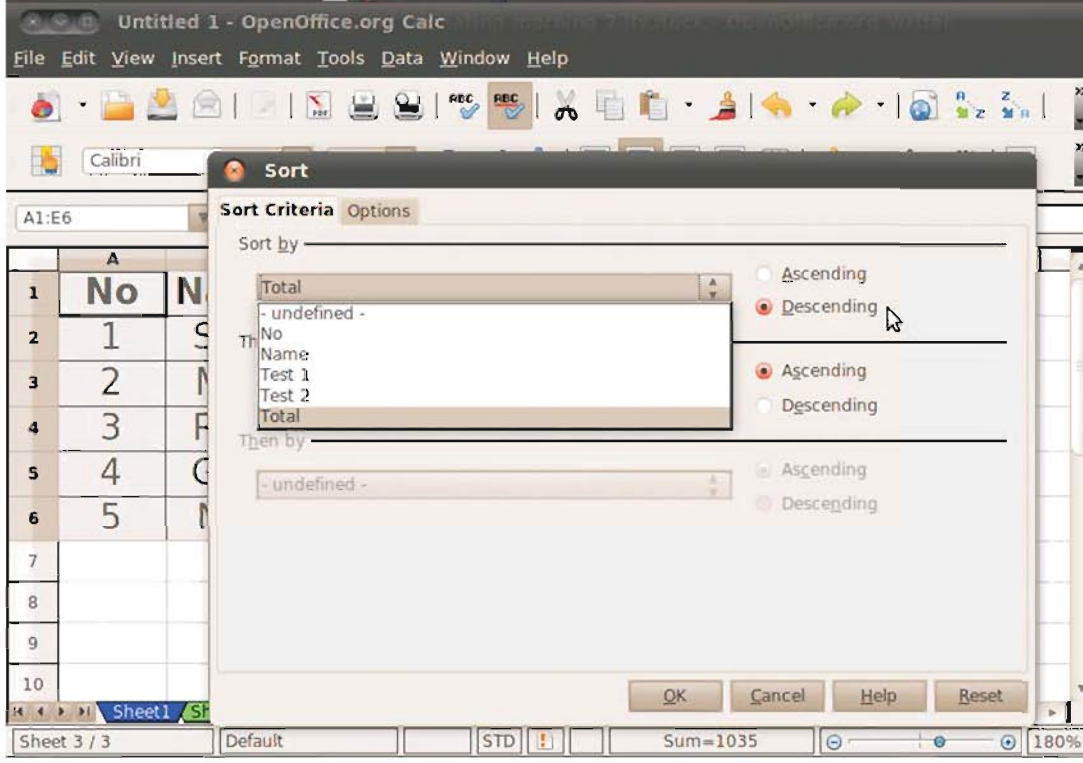 Untitled 1 - OpenOffice.org Calc
File Edit View Insert Format Tools Data Window Help
PDF ABC ABC A Z Z A
Calibri
Sort
A1:E6
Sort Criteria Options
Sort by
A
Total
Ascending
1 No
- undefined -
Descending
2 1
No
Name
Test 1
Ascending
3 2
Test 2
Descending
Total
4 3
Then by
5 4
- undefined -
Ascending
Descending
6 5
7
8
9
10
OK Cancel Help Reset
Sheet1
Sheet 3 / 3 Default STD Sum=1035 180%